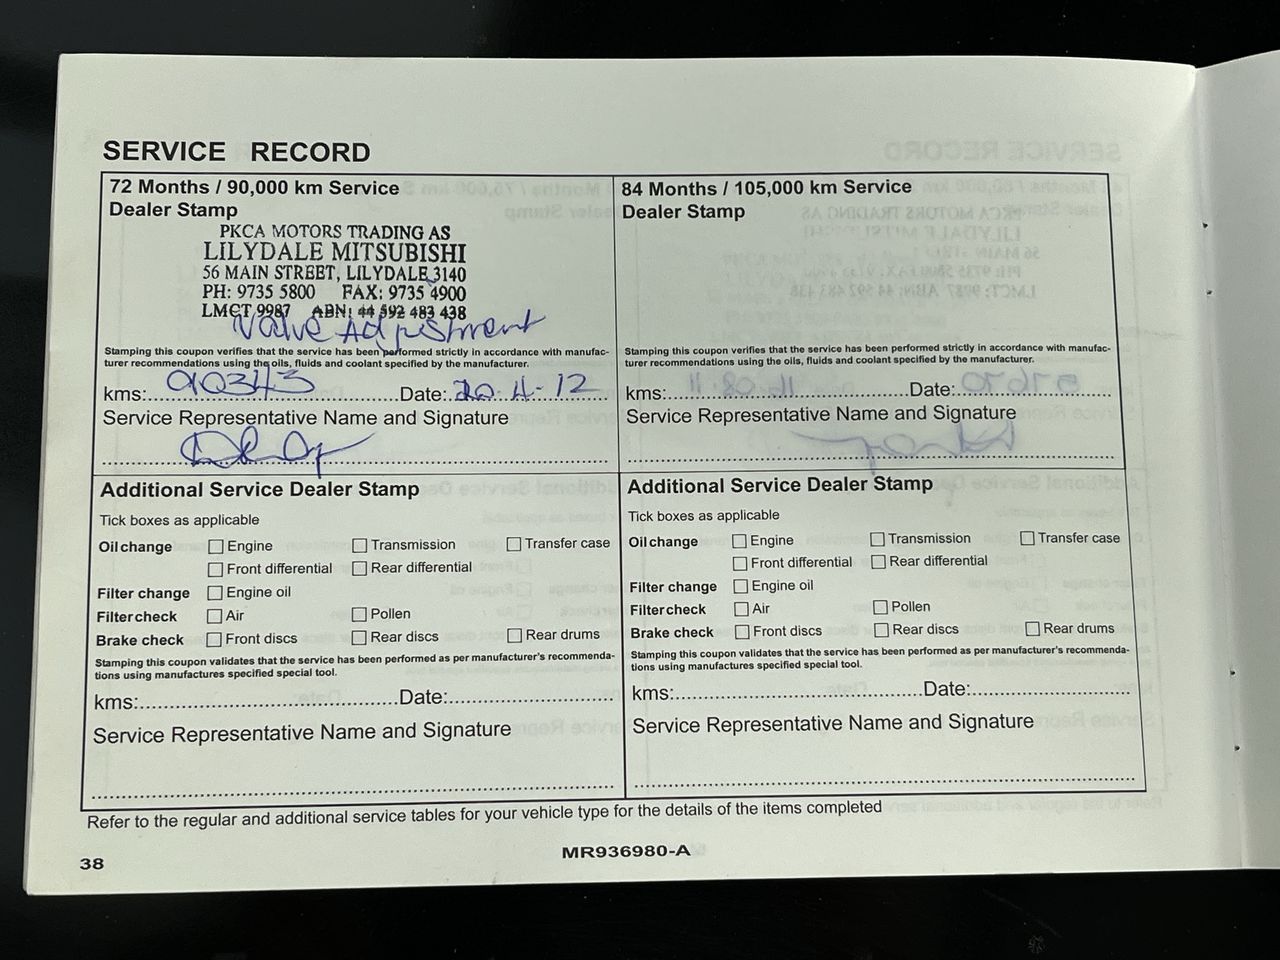 SERVICE RECORD
72 Months / 90,000 km Service
Dealer Stamp
PKCA MOTORS TRADING AS
LILYDALE MITSUBISHI
56 MAIN STREET, LILYDALE 3140
PH: 9735 5800 FAX: 9735 4900
LMCT 9987 ABN: 44 592 483 438
Valve Adjustment
Stamping this coupon verifies that the service has been performed strictly in accordance with manufac-
turer recommendations using the oils, fluids and coolant specified by the manufacturer.
kms: 90343 Date: 20.4-12
Service Representative Name and Signature
84 Months / 105,000 km Service
Dealer Stamp
Stamping this coupon verifies that the service has been performed strictly in accordance with manufac-
turer recommendations using the oils, fluids and coolant specified by the manufacturer.
kms: Date:
Service Representative Name and Signature
Additional Service Dealer Stamp
Tick boxes as applicable
Oil change Engine Transmission Transfer case
Front differential Rear differential
Filter change Engine oil
Filter check Air Pollen
Brake check Front discs Rear discs Rear drums
Stamping this coupon validates that the service has been performed as per manufacturer's recommenda-
tions using manufactures specified special tool.
kms: Date:
Service Representative Name and Signature
Additional Service Dealer Stamp
Tick boxes as applicable
Oil change Engine Transmission Transfer case
Front differential Rear differential
Filter change Engine oil
Filter check Air Pollen
Brake check Front discs Rear discs Rear drums
Stamping this coupon validates that the service has been performed as per manufacturer's recommenda-
tions using manufactures specified special tool.
kms: Date:
Service Representative Name and Signature
Refer to the regular and additional service tables for your vehicle type for the details of the items completed
38
MR936980-A